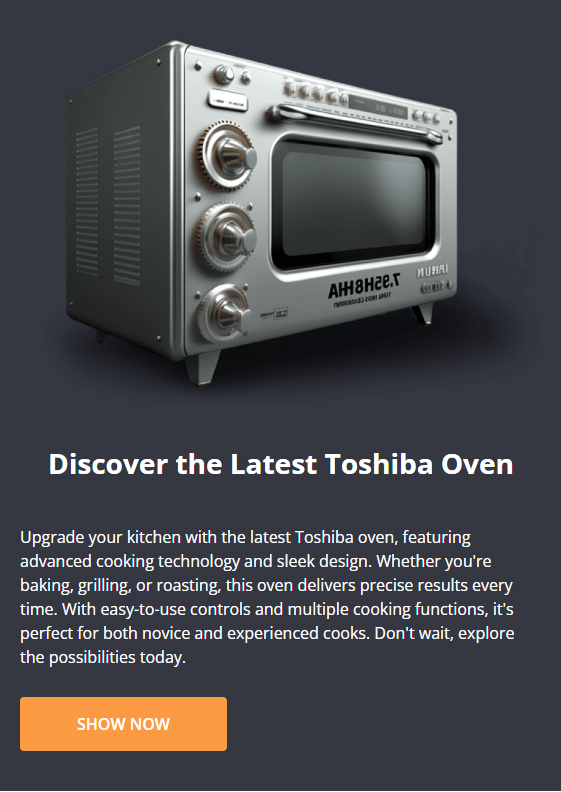 Discover the Latest Toshiba Oven
Upgrade your kitchen with the latest Toshiba oven, featuring
advanced cooking technology and sleek design. Whether you're
baking, grilling, or roasting, this oven delivers precise results every
time. With easy-to-use controls and multiple cooking functions, it's
perfect for both novice and experienced cooks. Don't wait, explore
the possibilities today.
SHOW NOW